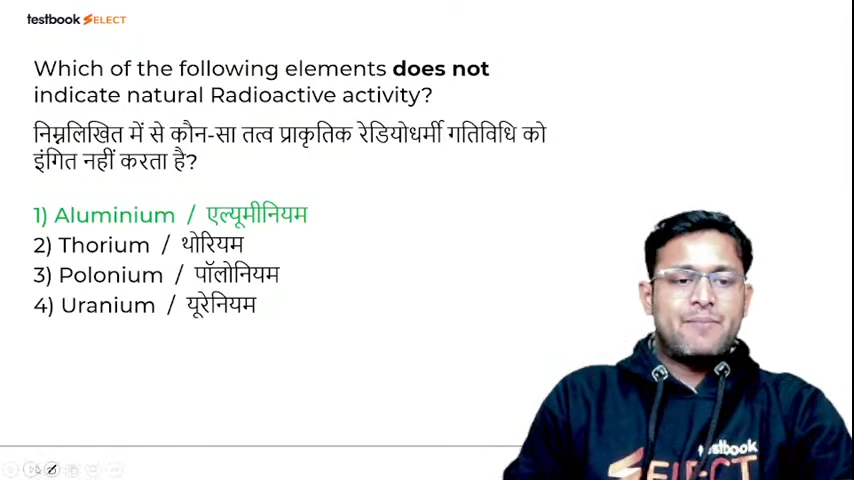 testbook SELECT
Which of the following elements does not
indicate natural Radioactive activity?
निम्नलिखित में से कौन-सा तत्व प्राकृतिक रेडियोधर्मी गतिविधि को
इंगित नहीं करता है?
1) Aluminium / एल्यूमीनियम
2) Thorium / थोरियम
3) Polonium / पॉलोनियम
4) Uranium / यूरेनियम
testbook
SELECT